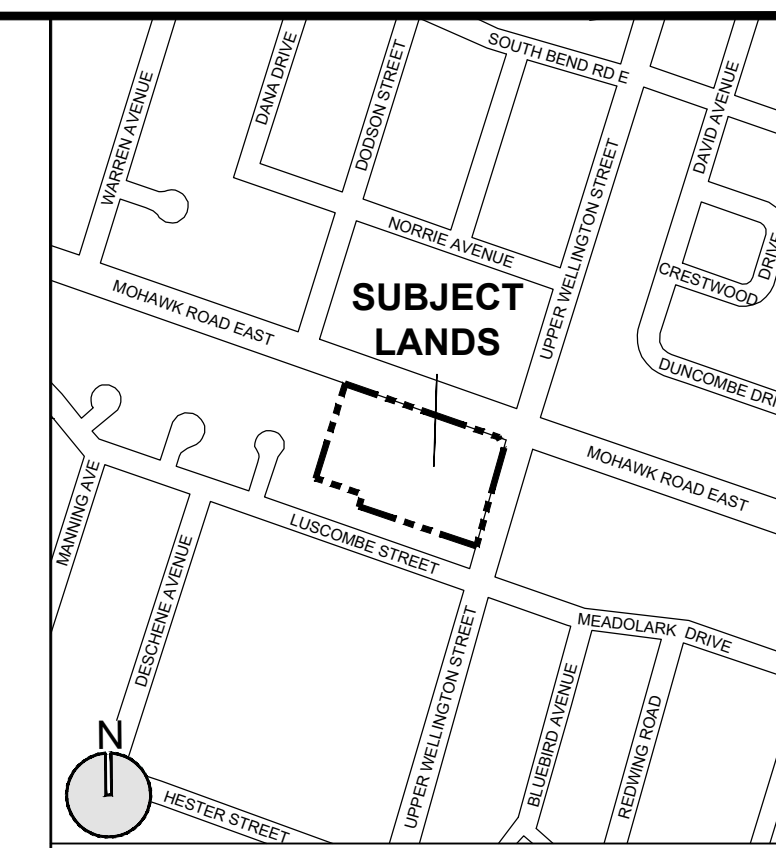 SOUTH BEND RD E
DANA DRIVE
DODSON STREET
WARREN AVENUE
DAVID AVENUE
UPPER WELLINGTON STREET
NORRIE AVENUE
DRIVE
CRESTWOOD
MOHAWK ROAD EAST
SUBJECT
LANDS
DUNCOMBE DRI
MOHAWK ROAD EAST
MANNING AVE
LUSCOMBE STREET
DESCHENE AVENUE
UPPER WELLINGTON STREET
MEADOLARK DRIVE
BLUEBIRD AVENUE
REDWING ROAD
N
HESTER STREET